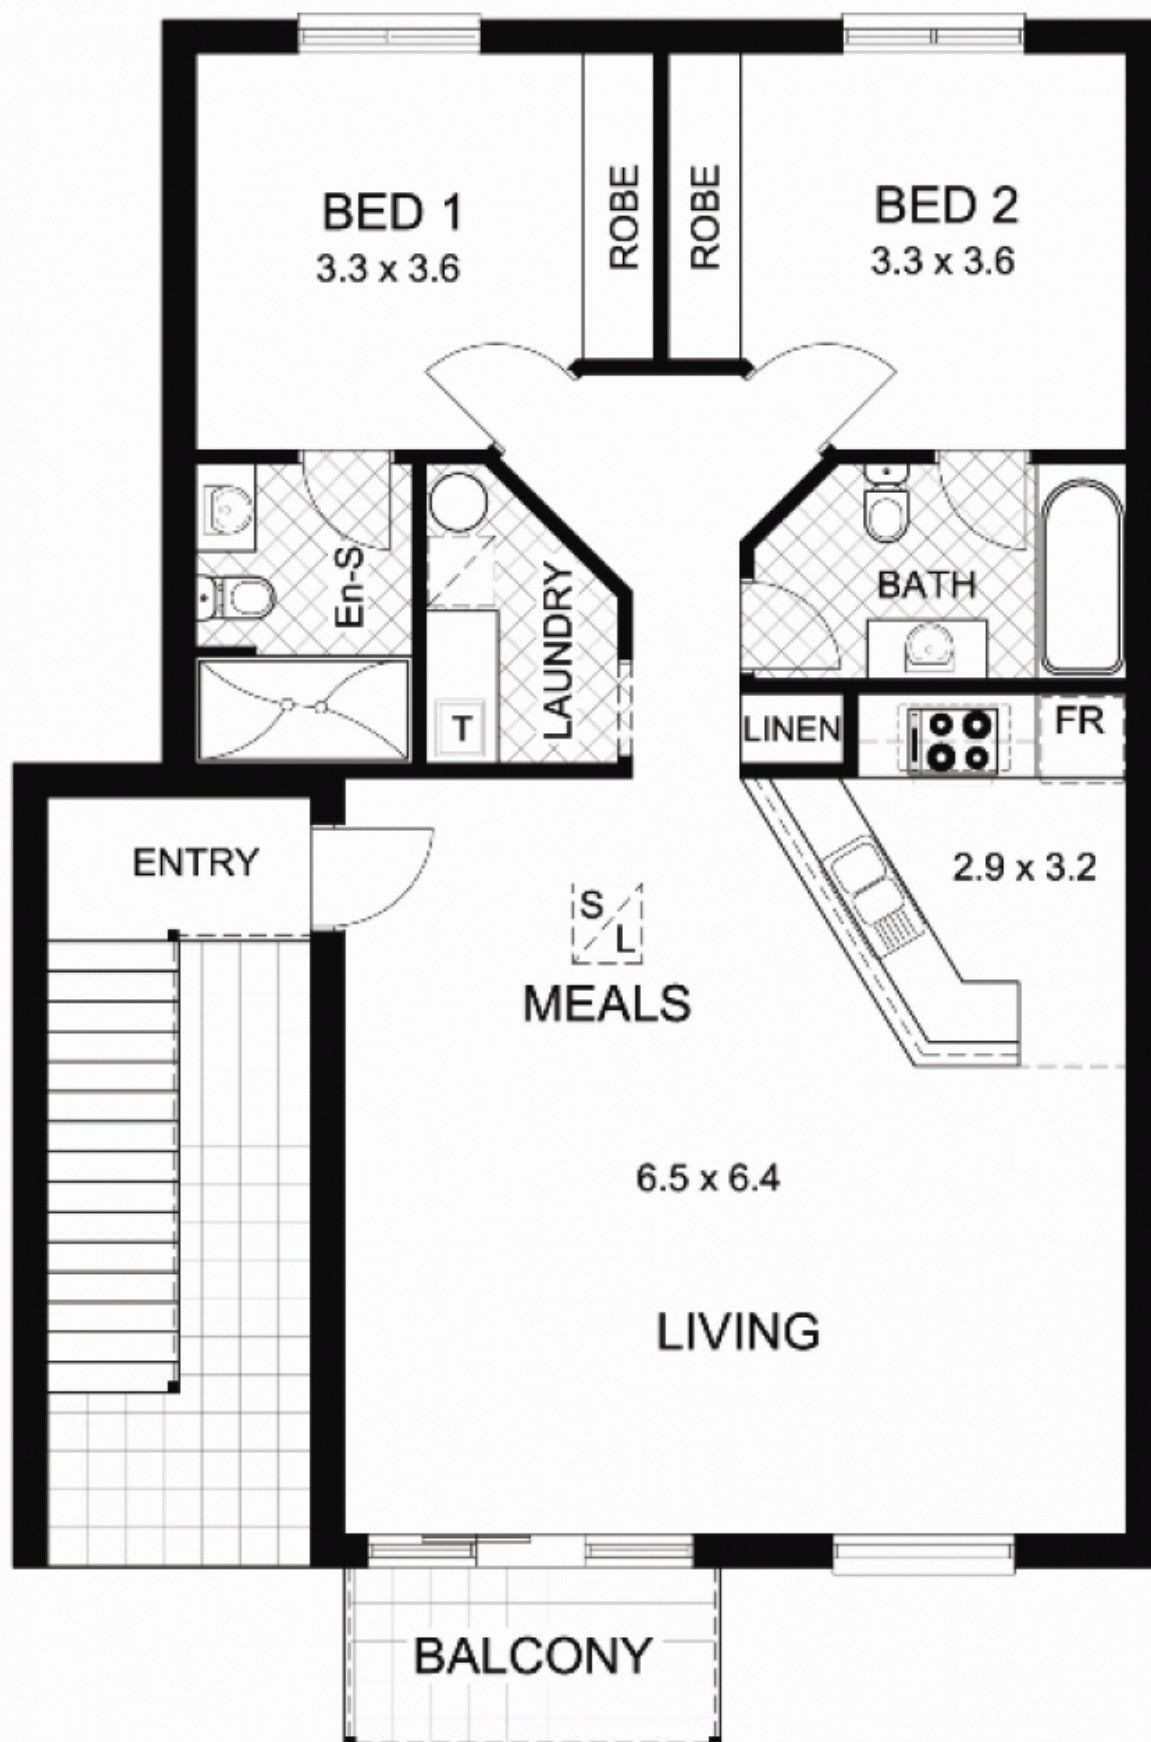 BED 1
3.3 x 3.6
ROBE
ROBE
BED 2
3.3 x 3.6
En-S
LAUNDRY
T
BATH
LINEN
FR
ENTRY
2.9 x 3.2
S
L
MEALS
6.5 x 6.4
LIVING
BALCONY